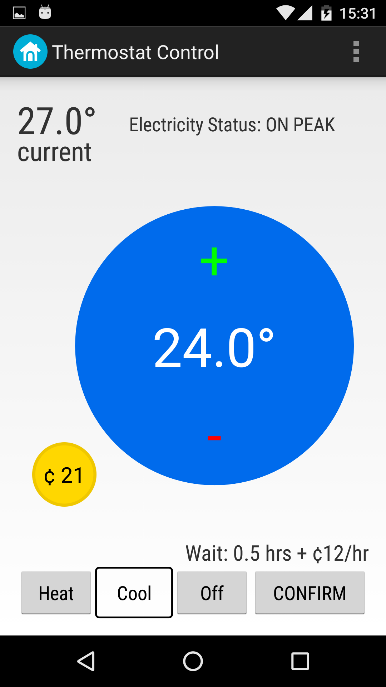 15:31
Thermostat Control
27.0°
current
Electricity Status: ON PEAK
+
24.0°
-
¢ 21
Wait: 0.5 hrs + ¢12/hr
Heat Cool Off CONFIRM